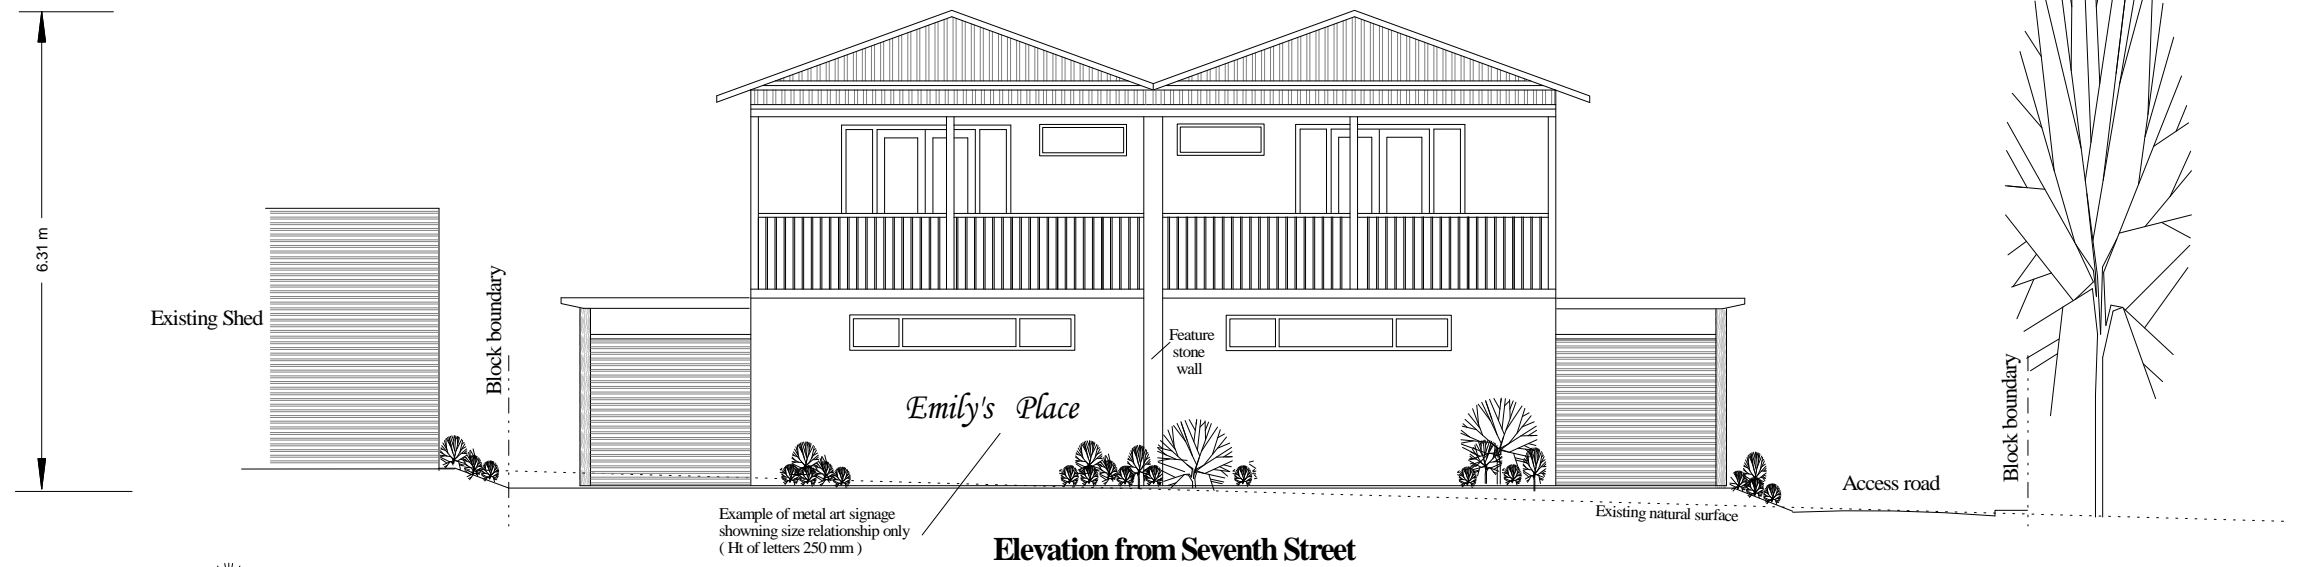 6.31 m
Existing Shed
Block boundary
Feature
stone
wall
Emily's Place
Example of metal art signage
showning size relationship only
( Ht of letters 250 mm )
Elevation from Seventh Street
Existing natural surface
Access road
Block boundary